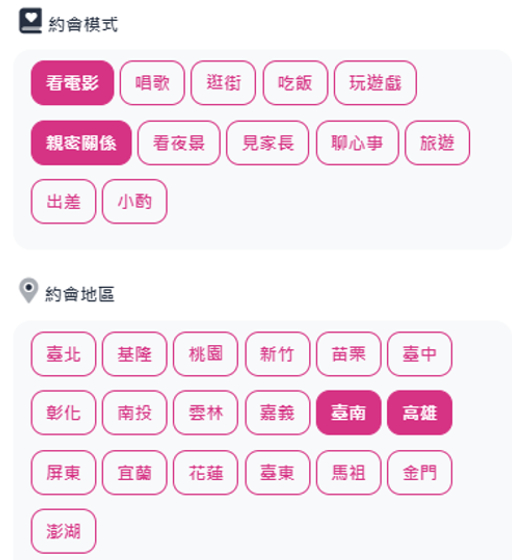 約會模式
看電影 唱歌 逛街 吃飯 玩遊戲
親密關係 看夜景 見家長 聊心事 旅遊
出差 小酌
約會地區
臺北 基隆 桃園 新竹 苗栗 臺中
彰化 南投 雲林 嘉義 臺南 高雄
屏東 宜蘭 花蓮 臺東 馬祖 金門
澎湖